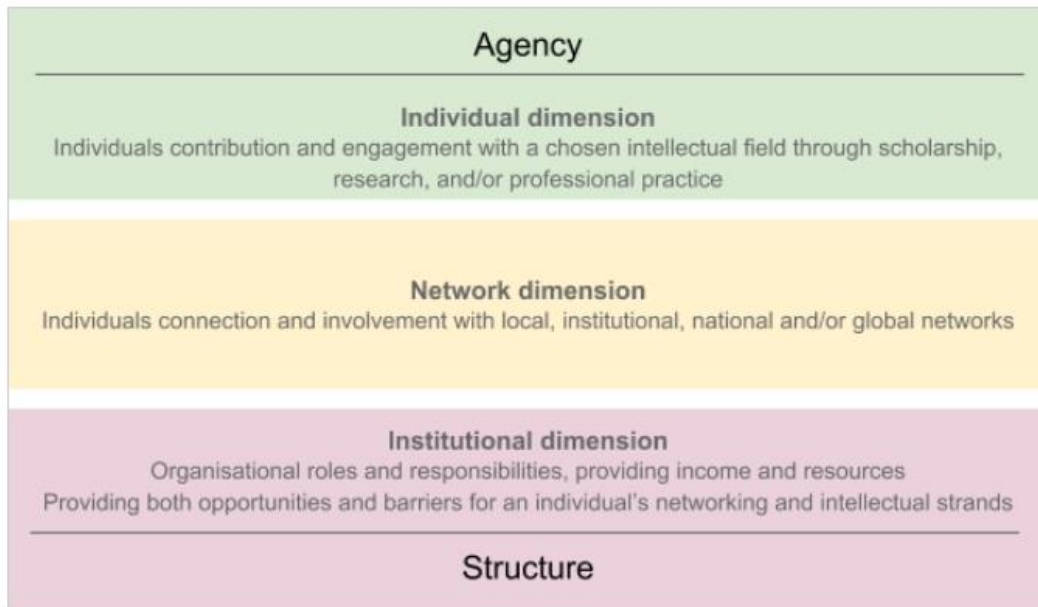 Agency
Individual dimension
Individuals contribution and engagement with a chosen intellectual field through scholarship,
research, and/or professional practice
Network dimension
Individuals connection and involvement with local, institutional, national and/or global networks
Institutional dimension
Organisational roles and responsibilities, providing income and resources
Providing both opportunities and barriers for an individual's networking and intellectual strands
Structure